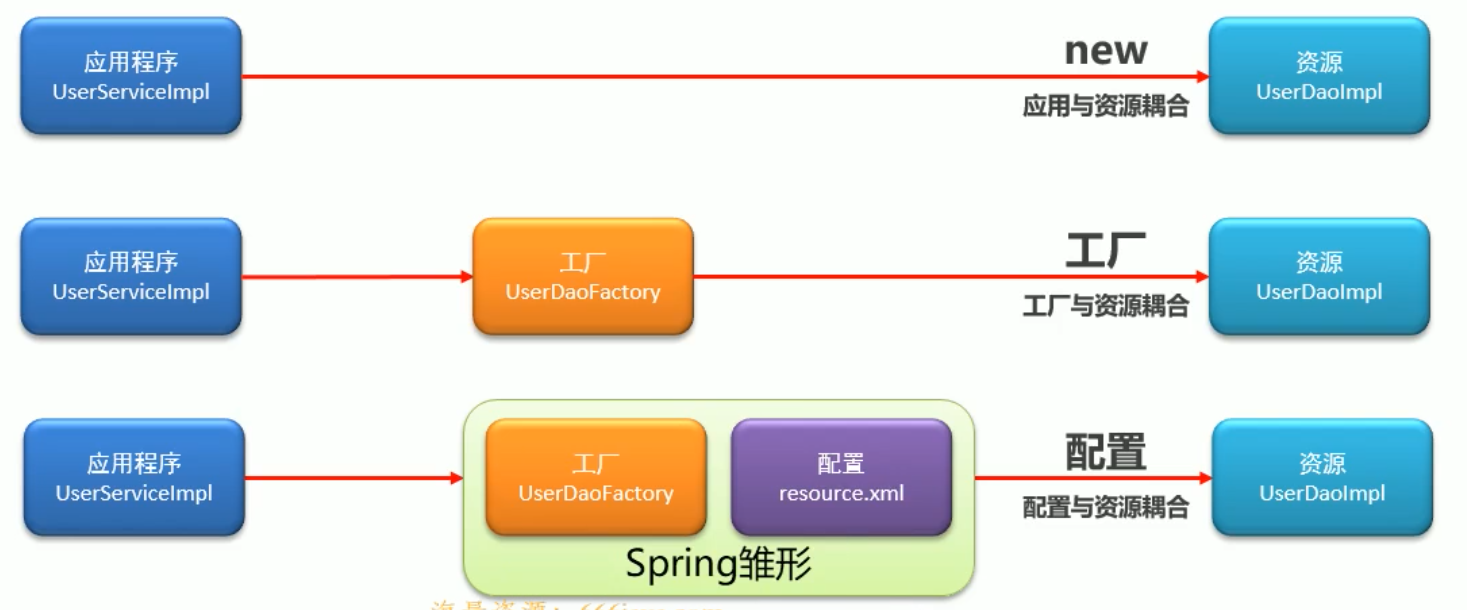 应用程序
UserServiceImpl
new
应用与资源耦合
资源
UserDaoImpl
应用程序
UserServiceImpl
工厂
UserDaoFactory
工厂
工厂与资源耦合
资源
UserDaoImpl
应用程序
UserServiceImpl
工厂
UserDaoFactory
配置
resource.xml
Spring雏形
配置
配置与资源耦合
资源
UserDaoImpl